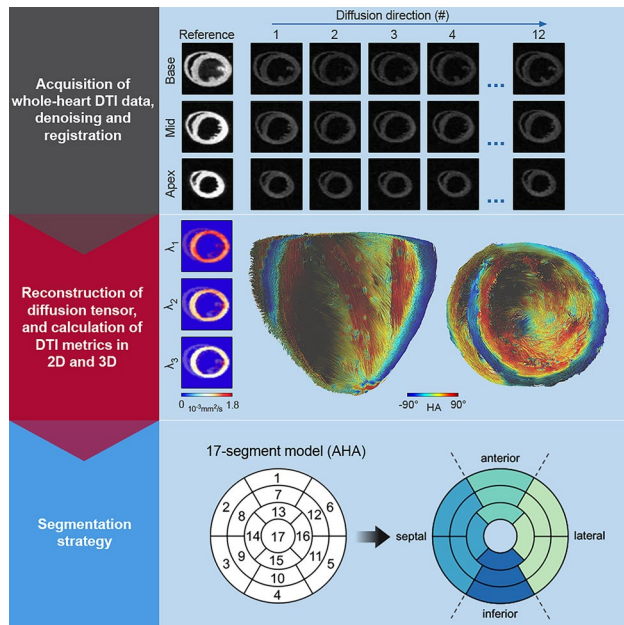 Diffusion direction (#)
Reference 1 2 3 4 12
Base
Acquisition of
whole-heart DTI data,
denoising and
registration
Mid
...
Apex
...
...
λ1
Reconstruction of
diffusion tensor,
and calculation of
DTI metrics in
2D and 3D
λ2
λ3
0 10-3mm2/s 1.8
-90° HA 90°
17-segment model (AHA)
Segmentation
strategy
1
7
2 13 6
8 12
14 17 16
9 11
3 15 5
10
4
anterior
septal lateral
inferior